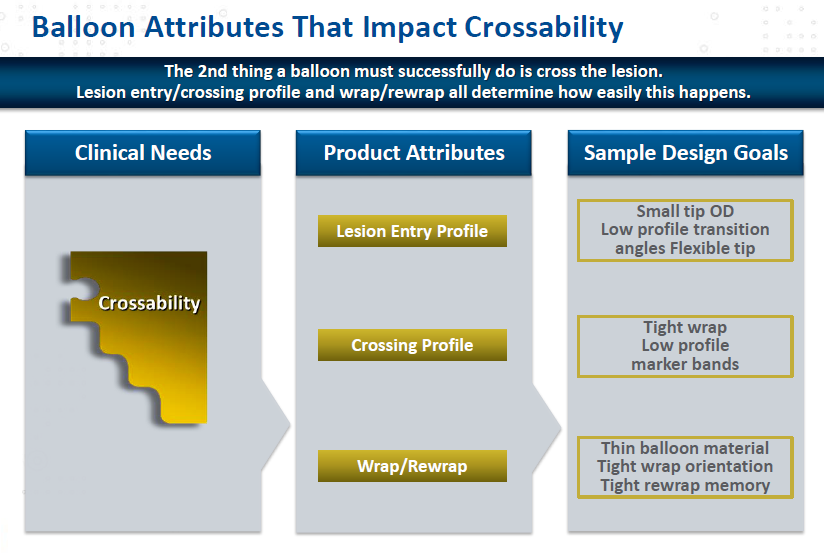 Balloon Attributes That Impact Crossability
The 2nd thing a balloon must successfully do is cross the lesion.
Lesion entry/crossing profile and wrap/rewrap all determine how easily this happens.
Clinical Needs
Crossability
Product Attributes
Lesion Entry Profile
Crossing Profile
Wrap/Rewrap
Sample Design Goals
Small tip OD
Low profile transition
angles Flexible tip
Tight wrap
Low profile
marker bands
Thin balloon material
Tight wrap orientation
Tight rewrap memory